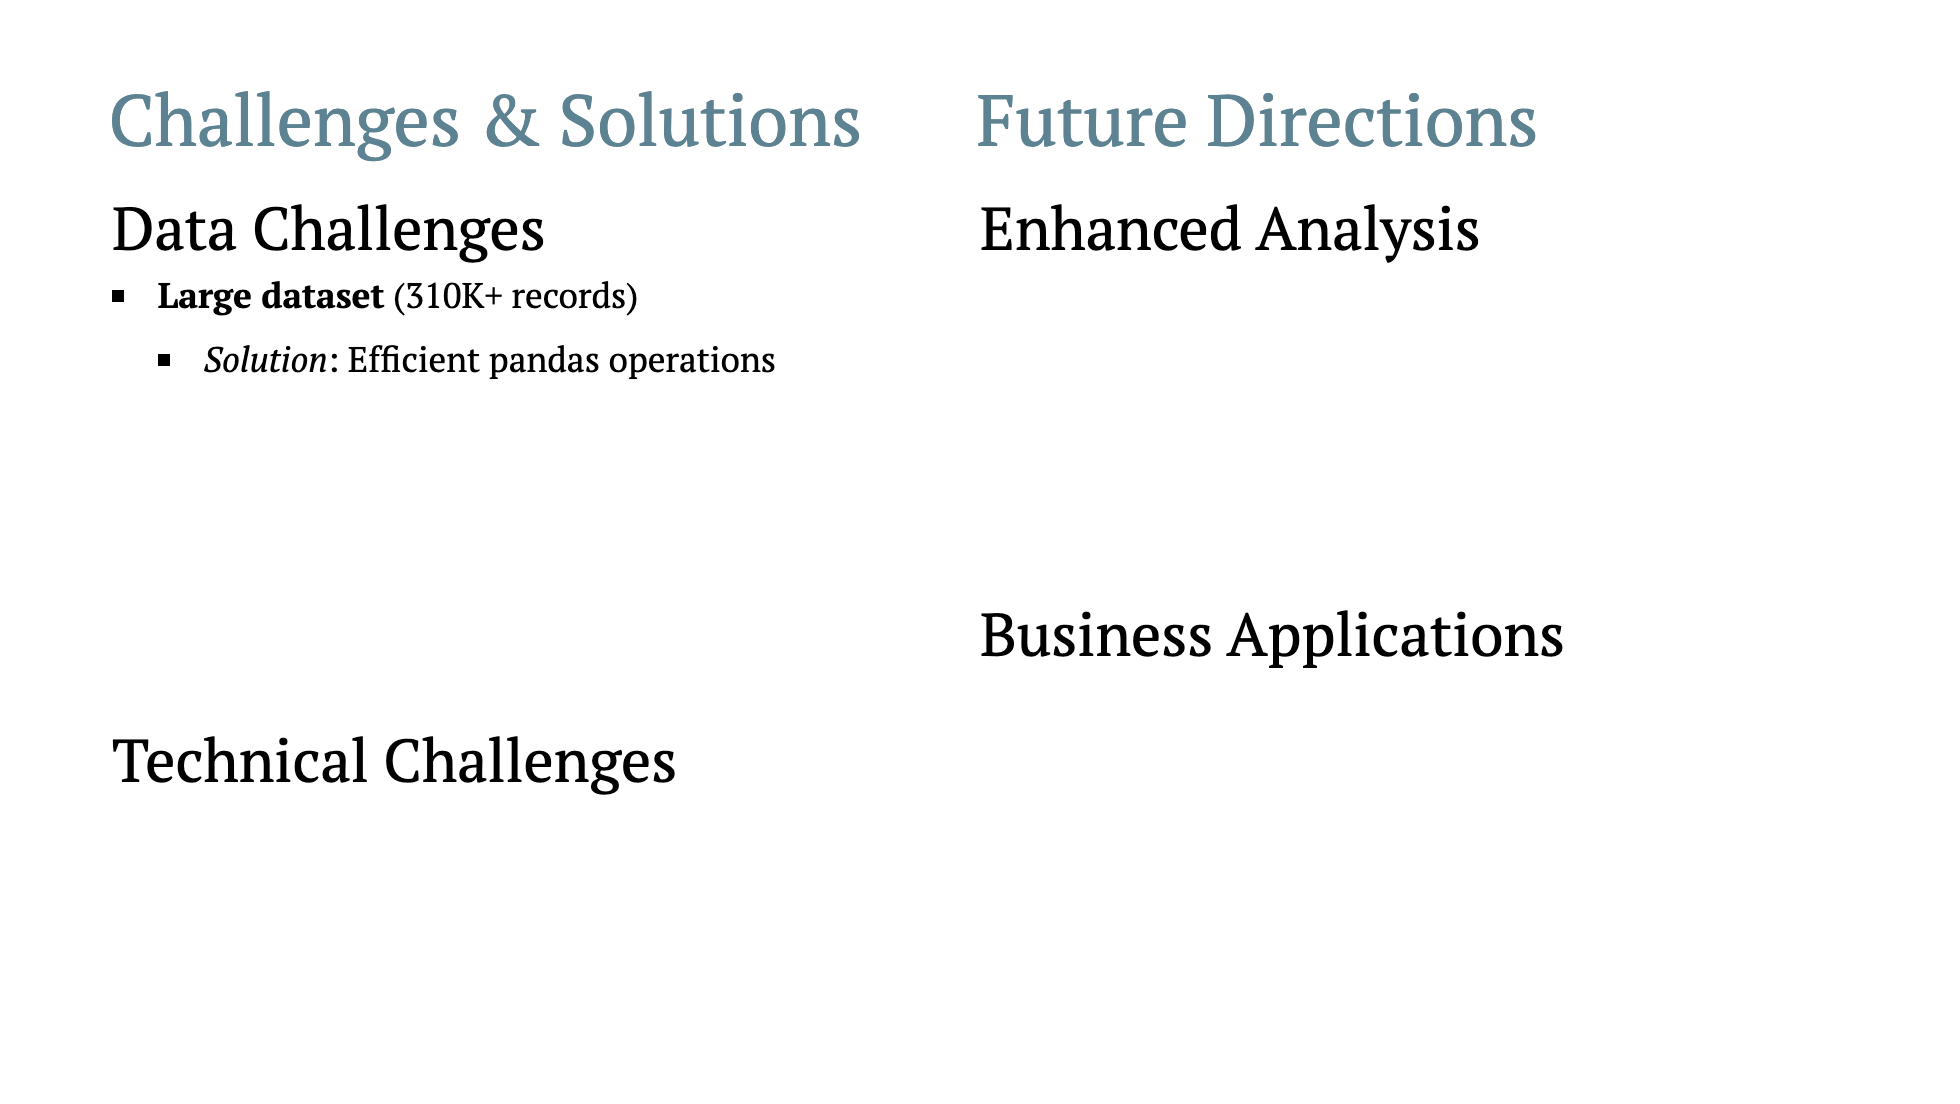 Challenges & Solutions
Data Challenges
Large dataset (310K+ records)
Solution: Efficient pandas operations
Technical Challenges
Future Directions
Enhanced Analysis
Business Applications